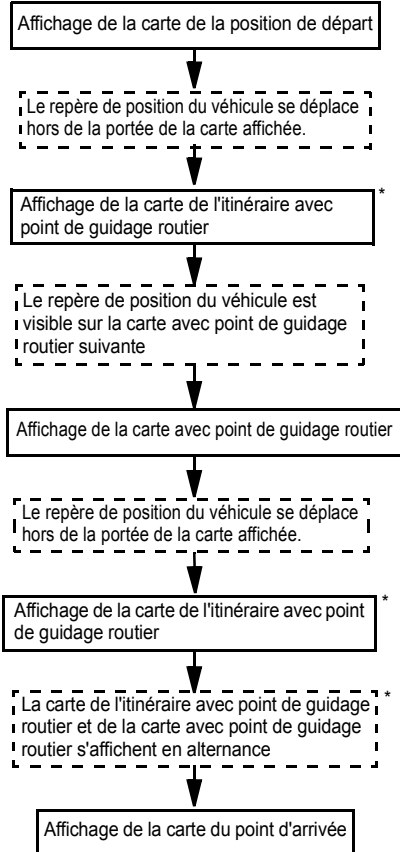 Affichage de la carte de la position de départ
Le repère de position du véhicule se déplace
hors de la portée de la carte affichée.
Affichage de la carte de l'itinéraire avec *
point de guidage routier
Le repère de position du véhicule est
visible sur la carte avec point de guidage
routier suivante
Affichage de la carte avec point de guidage routier
Le repère de position du véhicule se déplace
hors de la portée de la carte affichée.
Affichage de la carte de l'itinéraire avec point *
de guidage routier
La carte de l'itinéraire avec point de guidage *
routier et de la carte avec point de guidage
routier s'affichent en alternance
Affichage de la carte du point d'arrivée